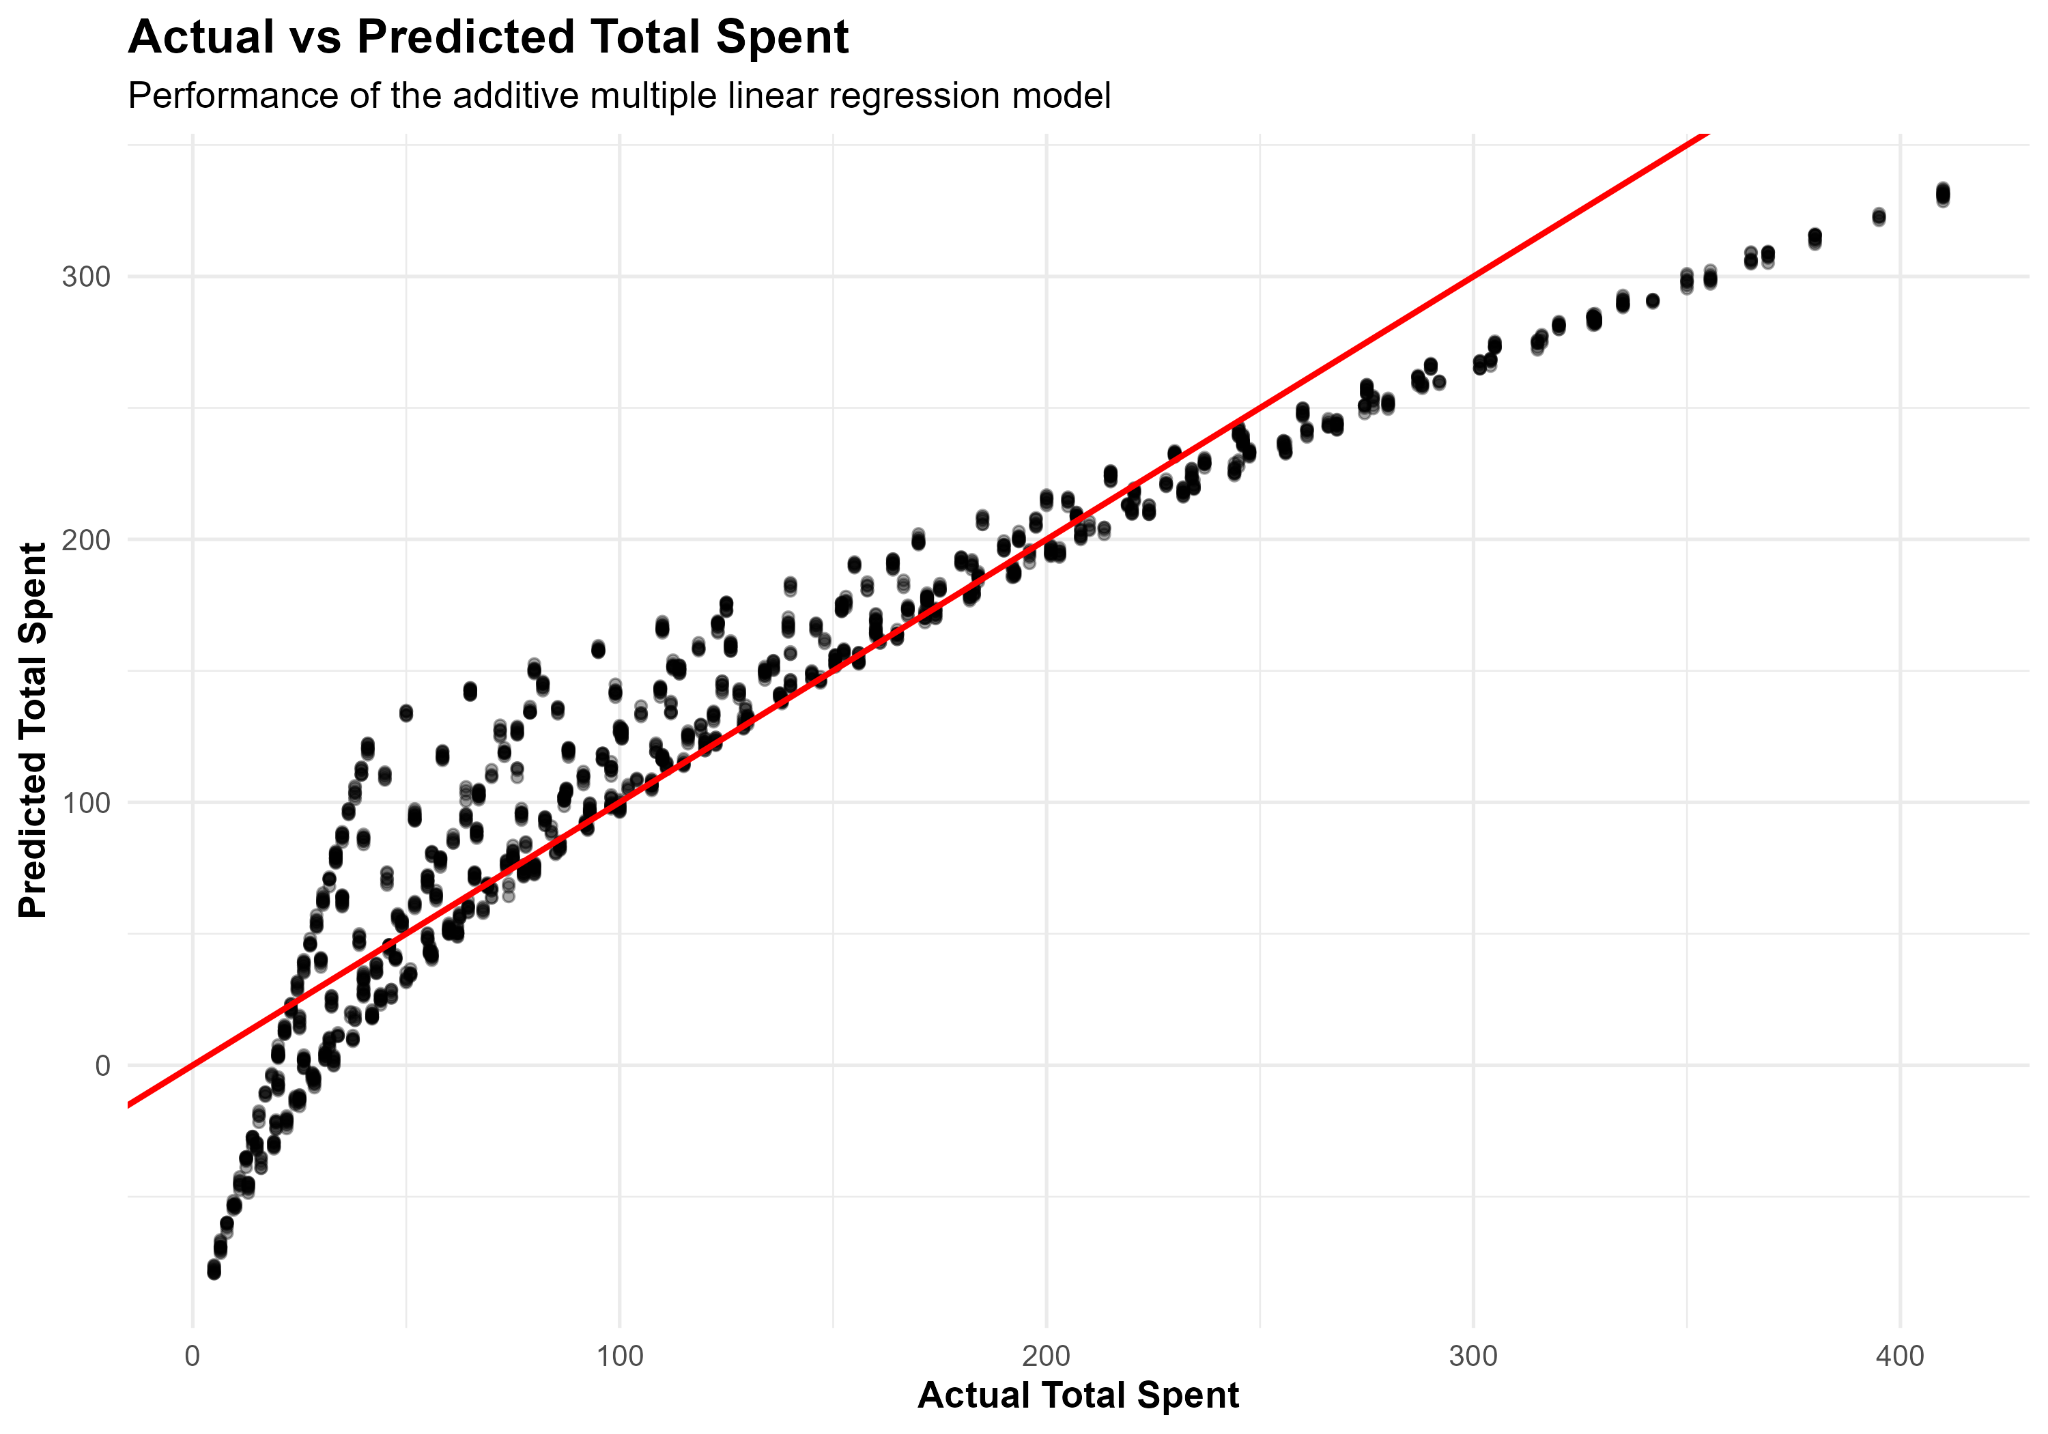 Actual vs Predicted Total Spent
Performance of the additive multiple linear regression model
Predicted Total Spent
300
200
100
0
0 100 200 300 400
Actual Total Spent